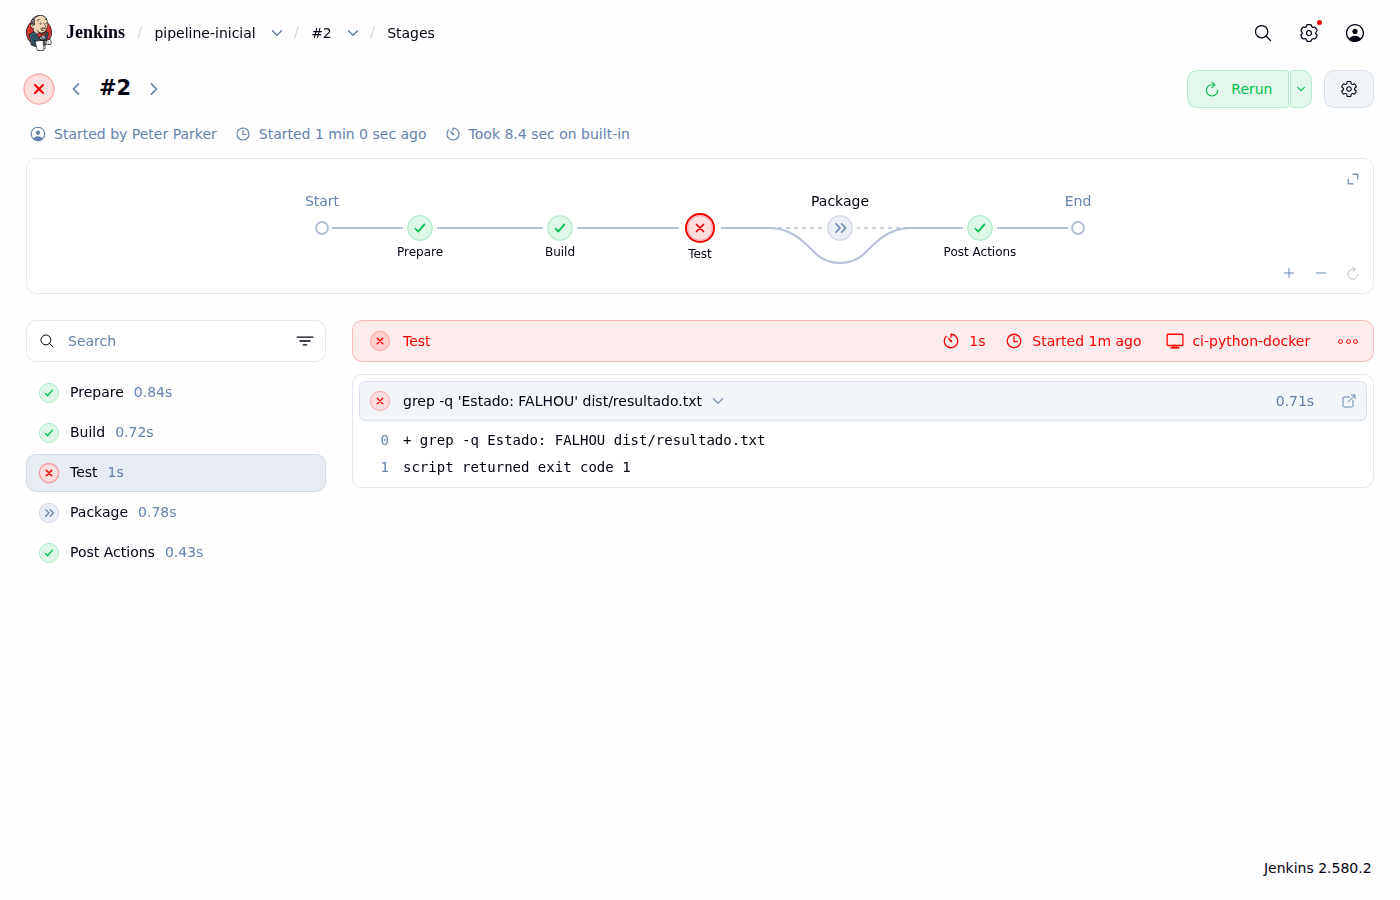 Jenkins / pipeline-inicial / #2 / Stages
#2
Rerun
Started by Peter Parker Started 1 min 0 sec ago Took 8.4 sec on built-in
Start Package End
Prepare Build Test Post Actions
Search
Test 1s Started 1m ago ci-python-docker
Prepare 0.84s
Build 0.72s
Test 1s
Package 0.78s
Post Actions 0.43s
grep -q 'Estado: FALHOU' dist/resultado.txt 0.71s
0 + grep -q Estado: FALHOU dist/resultado.txt
1 script returned exit code 1
Jenkins 2.580.2